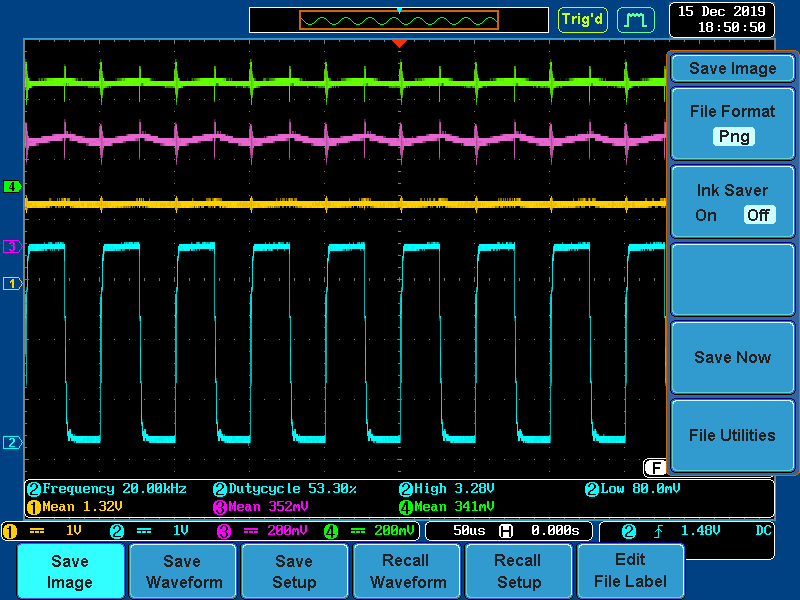 Trig'd
15 Dec 2019
18:50:50
Save Image
File Format
Png
Ink Saver
On Off
Save Now
File Utilities
4
3
1
2
F
2 Frequency 20.00kHz 2 Dutycycle 53.30% 2 High 3.28V 2 Low 80.0mV
1 Mean 1.32V 3 Mean 352mV 4 Mean 341mV
1 1V 2 1V 3 200mV 4 200mV 50us H 0.000s 2 1.48V DC
Save Image
Save Waveform
Save Setup
Recall Waveform
Recall Setup
Edit File Label